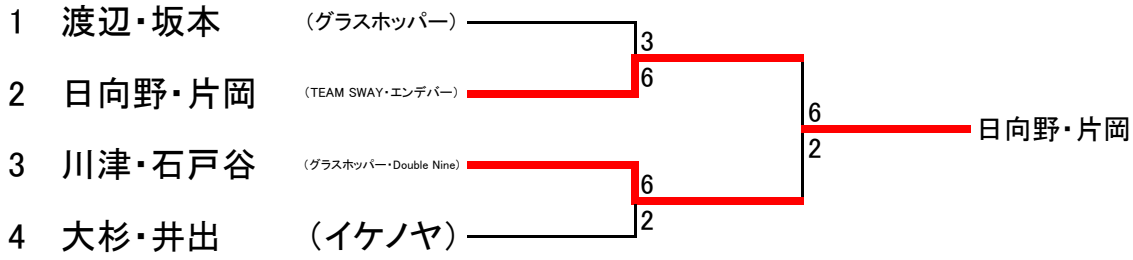 1 渡辺・坂本 （グラスホッパー）
3
6
2 日向野・片岡 （TEAM SWAY・エンデバー）
6
2
日向野・片岡
3 川津・石戸谷 （グラスホッパー・Double Nine）
6
2
4 大杉・井出 （イケノヤ）